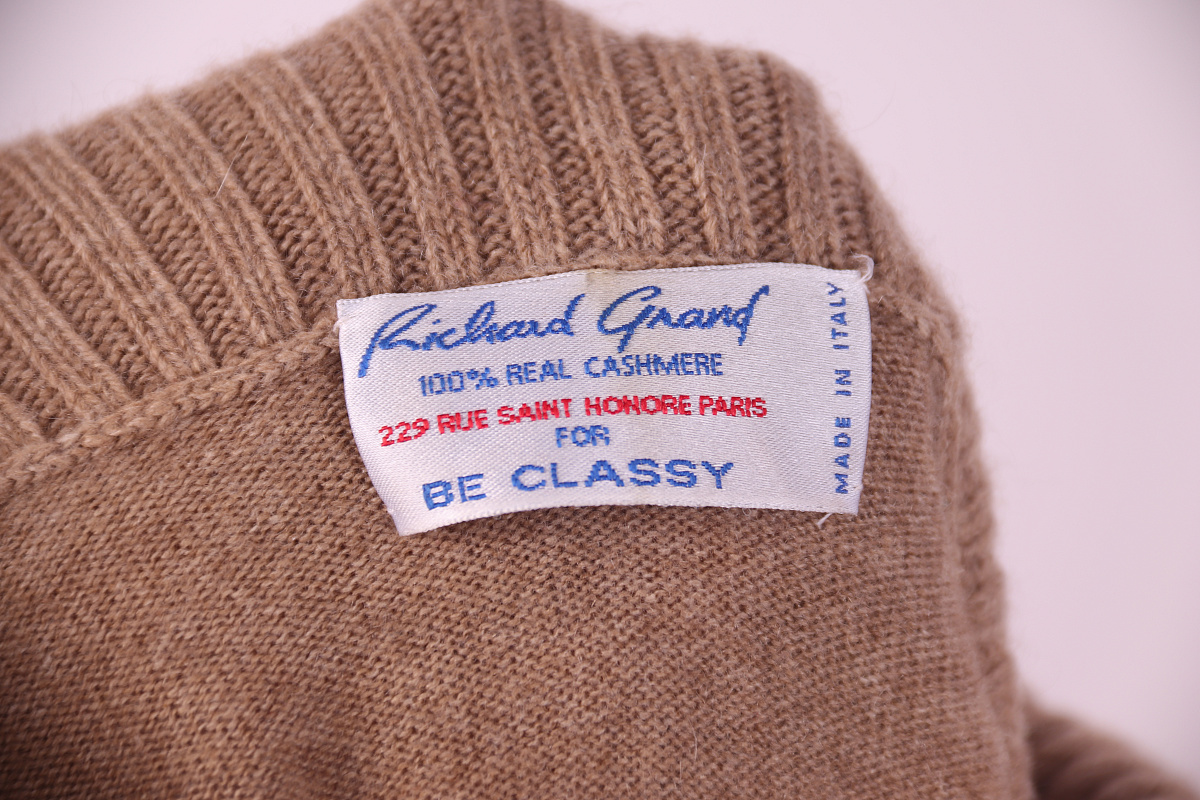 Richard Grand
100% REAL CASHMERE
229 RUE SAINT HONORE PARIS
FOR
BE CLASSY
MADE IN ITALY